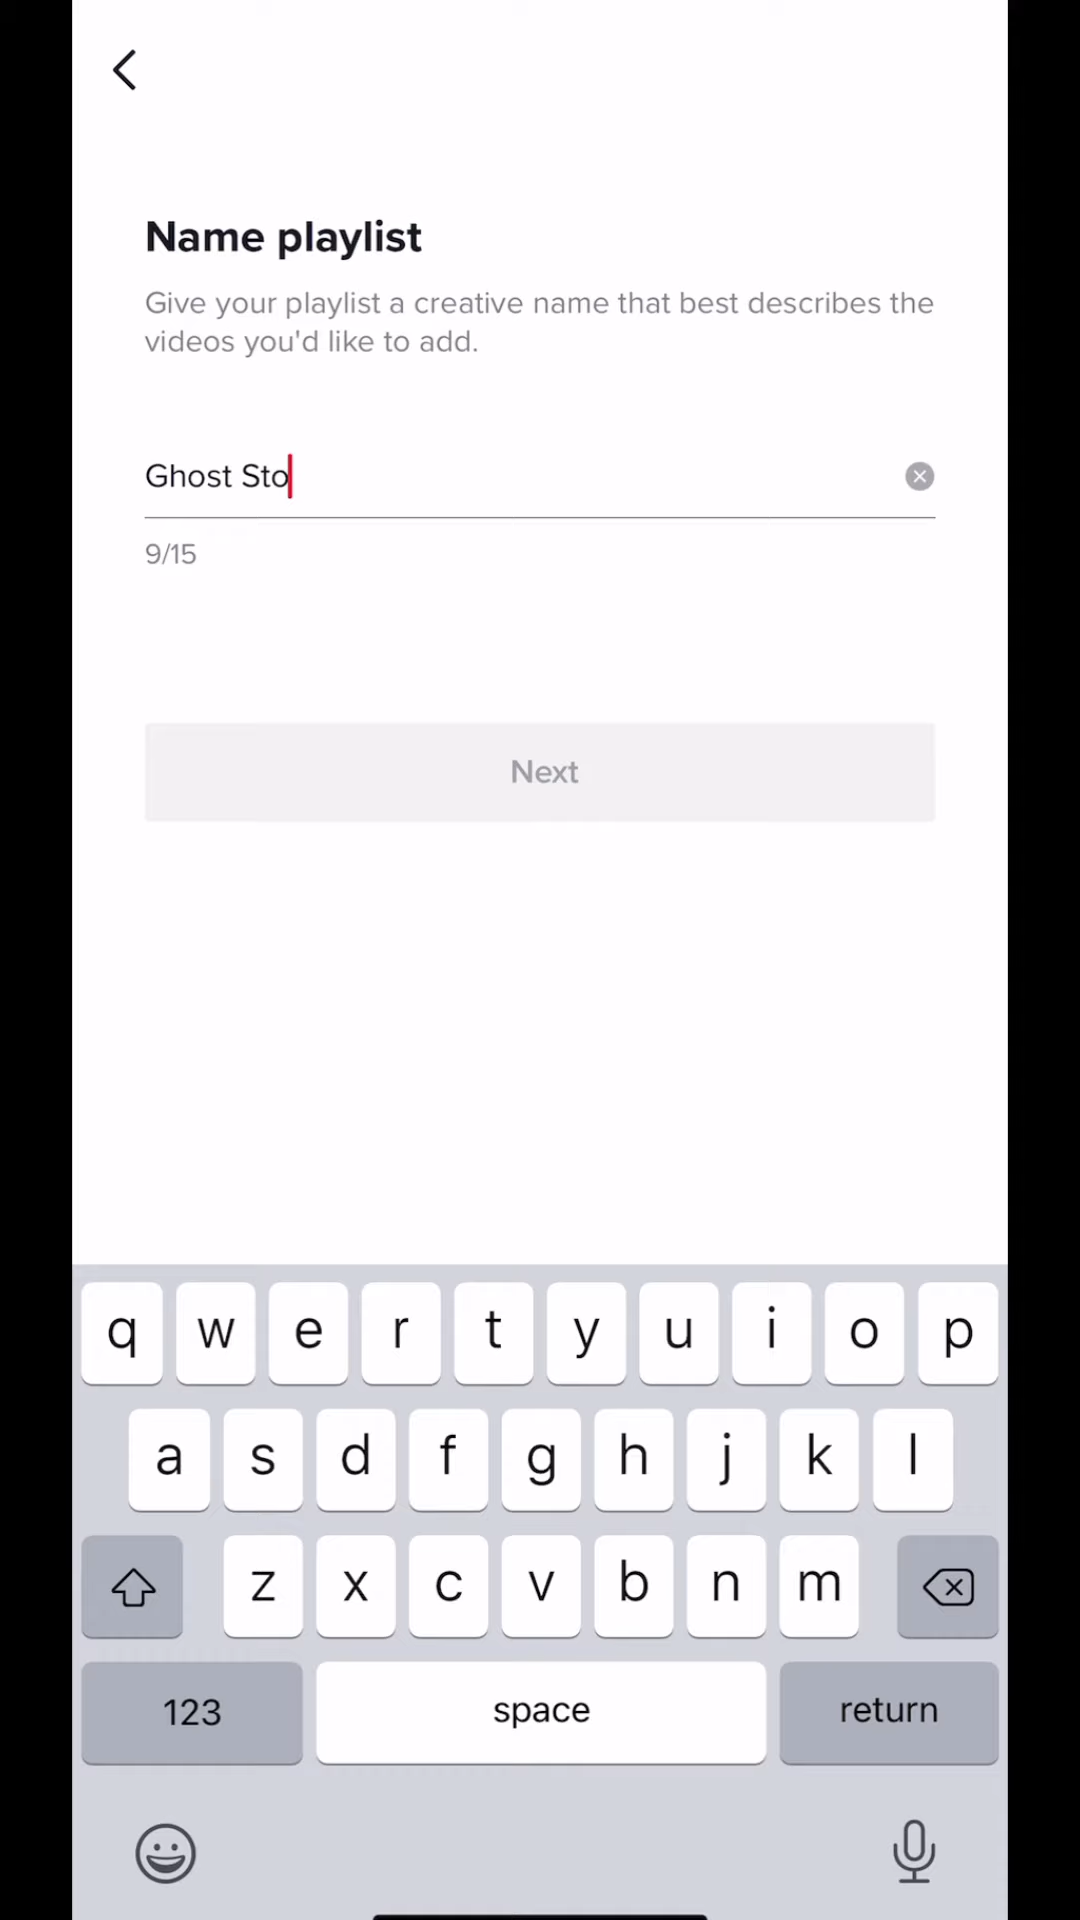 Name playlist
Give your playlist a creative name that best describes the
videos you'd like to add.
Ghost Sto
9/15
Next
q w e r t y u i o p
a s d f g h j k l
z x c v b n m
123 space return